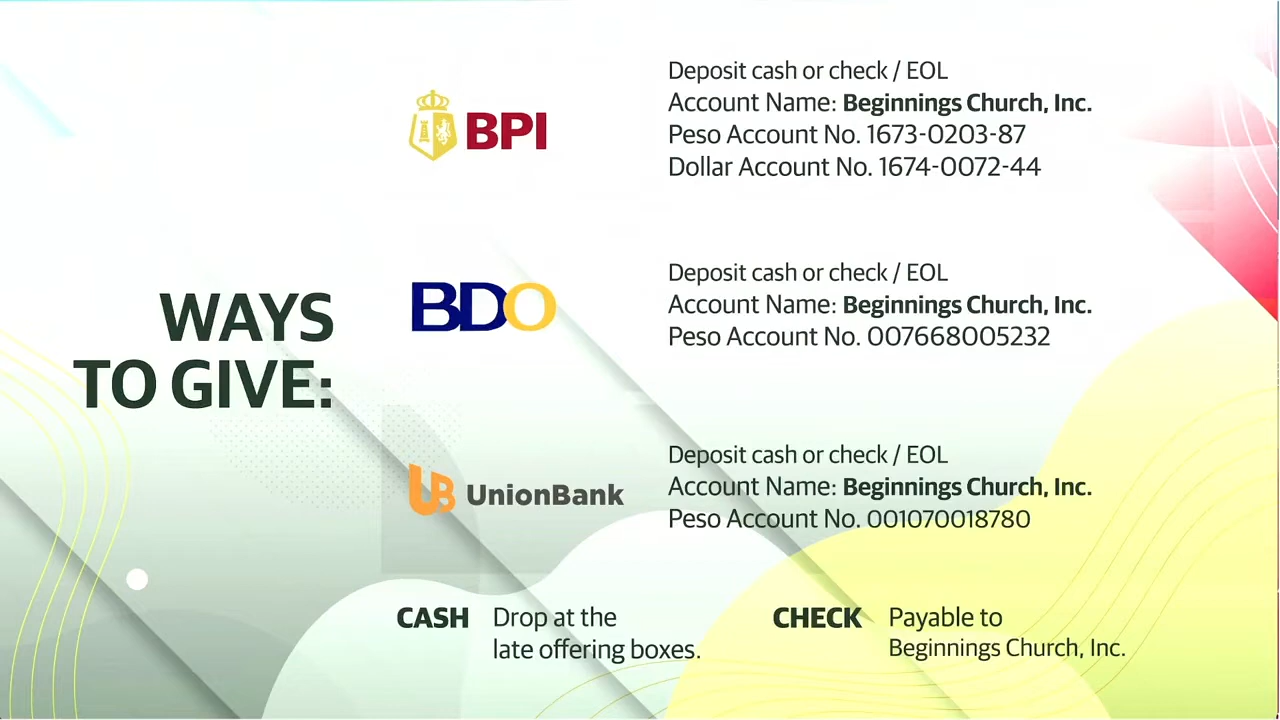 WAYS
TO GIVE:
BPI
Deposit cash or check / EOL
Account Name: Beginnings Church, Inc.
Peso Account No. 1673-0203-87
Dollar Account No. 1674-0072-44
BDO
Deposit cash or check / EOL
Account Name: Beginnings Church, Inc.
Peso Account No. 007668005232
UB UnionBank
Deposit cash or check / EOL
Account Name: Beginnings Church, Inc.
Peso Account No. 001070018780
CASH Drop at the
late offering boxes.
CHECK Payable to
Beginnings Church, Inc.